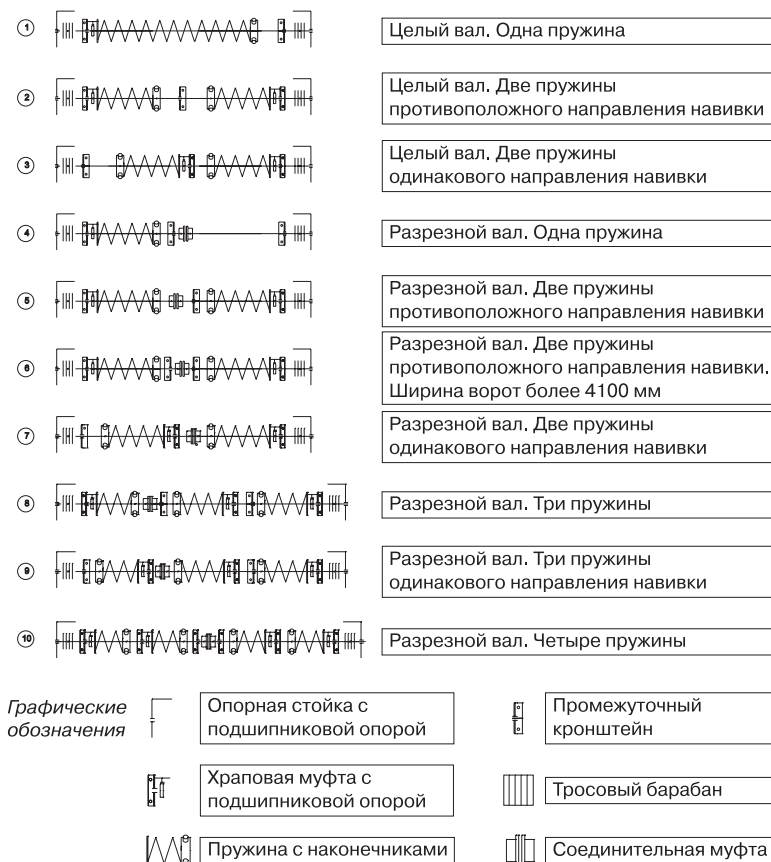 1
Целый вал. Одна пружина
2
Целый вал. Две пружины
противоположного направления навивки
3
Целый вал. Две пружины
одинакового направления навивки
4
Разрезной вал. Одна пружина
5
Разрезной вал. Две пружины
противоположного направления навивки
6
Разрезной вал. Две пружины
противоположного направления навивки.
Ширина ворот более 4100 мм
7
Разрезной вал. Две пружины
одинакового направления навивки
8
Разрезной вал. Три пружины
9
Разрезной вал. Три пружины
одинакового направления навивки
10
Разрезной вал. Четыре пружины
Графические
обозначения
Опорная стойка с
подшипниковой опорой
Промежуточный
кронштейн
Храповая муфта с
подшипниковой опорой
Тросовый барабан
Пружина с наконечниками
Соединительная муфта